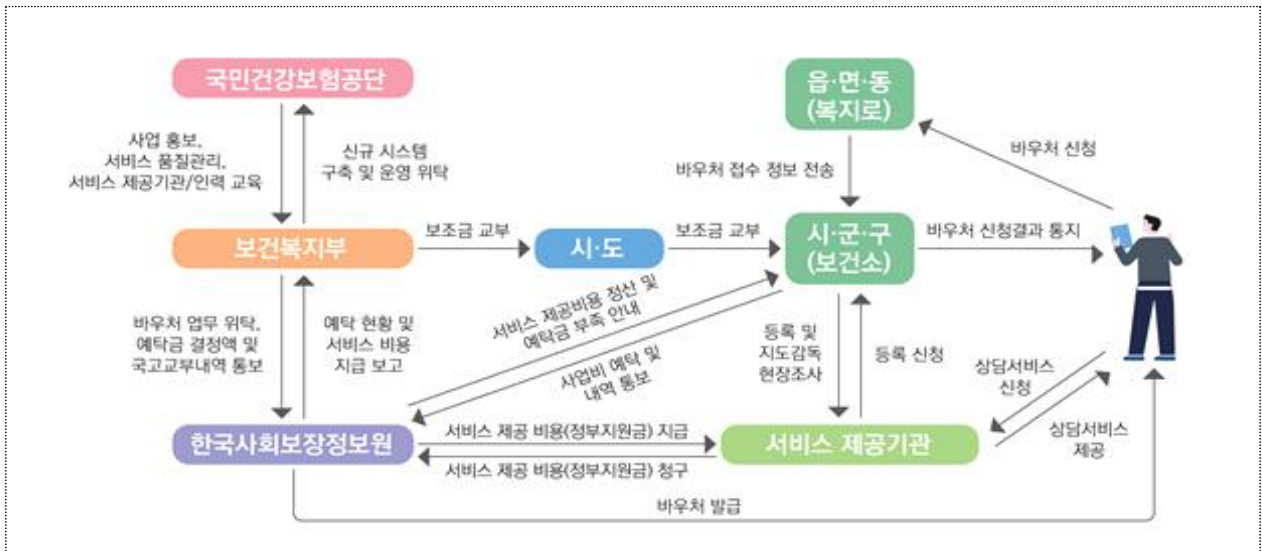 국민건강보험공단
읍·면·동
(복지로)
사업 홍보,
서비스 품질관리,
서비스 제공기관/인력 교육
신규 시스템
구축 및 운영 위탁
바우처 접수 정보 전송
바우처 신청
보건복지부
보조금 교부
시·도
보조금 교부
시·군·구
(보건소)
바우처 신청결과 통지
바우처 업무 위탁,
예탁금 결정액 및
국고교부내역 통보
예탁 현황 및
서비스 비용
지급 보고
서비스 제공비용 정산 및
예탁금 부족 안내
사업비 예탁 및
내역 통보
등록 및
지도감독
현장조사
등록 신청
상담서비스
신청
상담서비스
제공
한국사회보장정보원
서비스 제공 비용(정부지원금) 지급
서비스 제공 비용(정부지원금) 청구
서비스 제공기관
바우처 발급